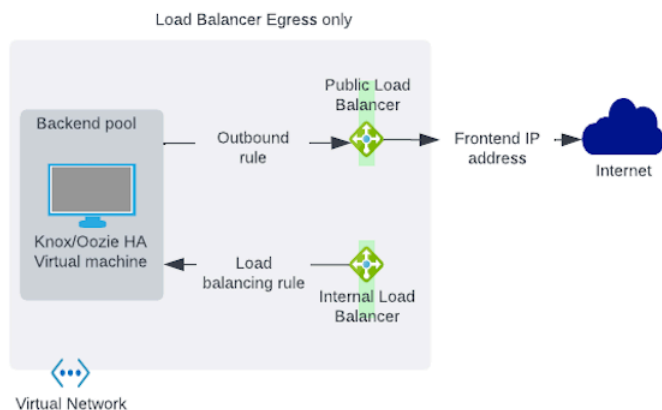 Load Balancer Egress only
Public Load
Balancer
Backend pool
Outbound
rule
Frontend IP
address
Internet
Knox/Oozie HA
Virtual machine
Load
balancing rule
Internal Load
Balancer
Virtual Network